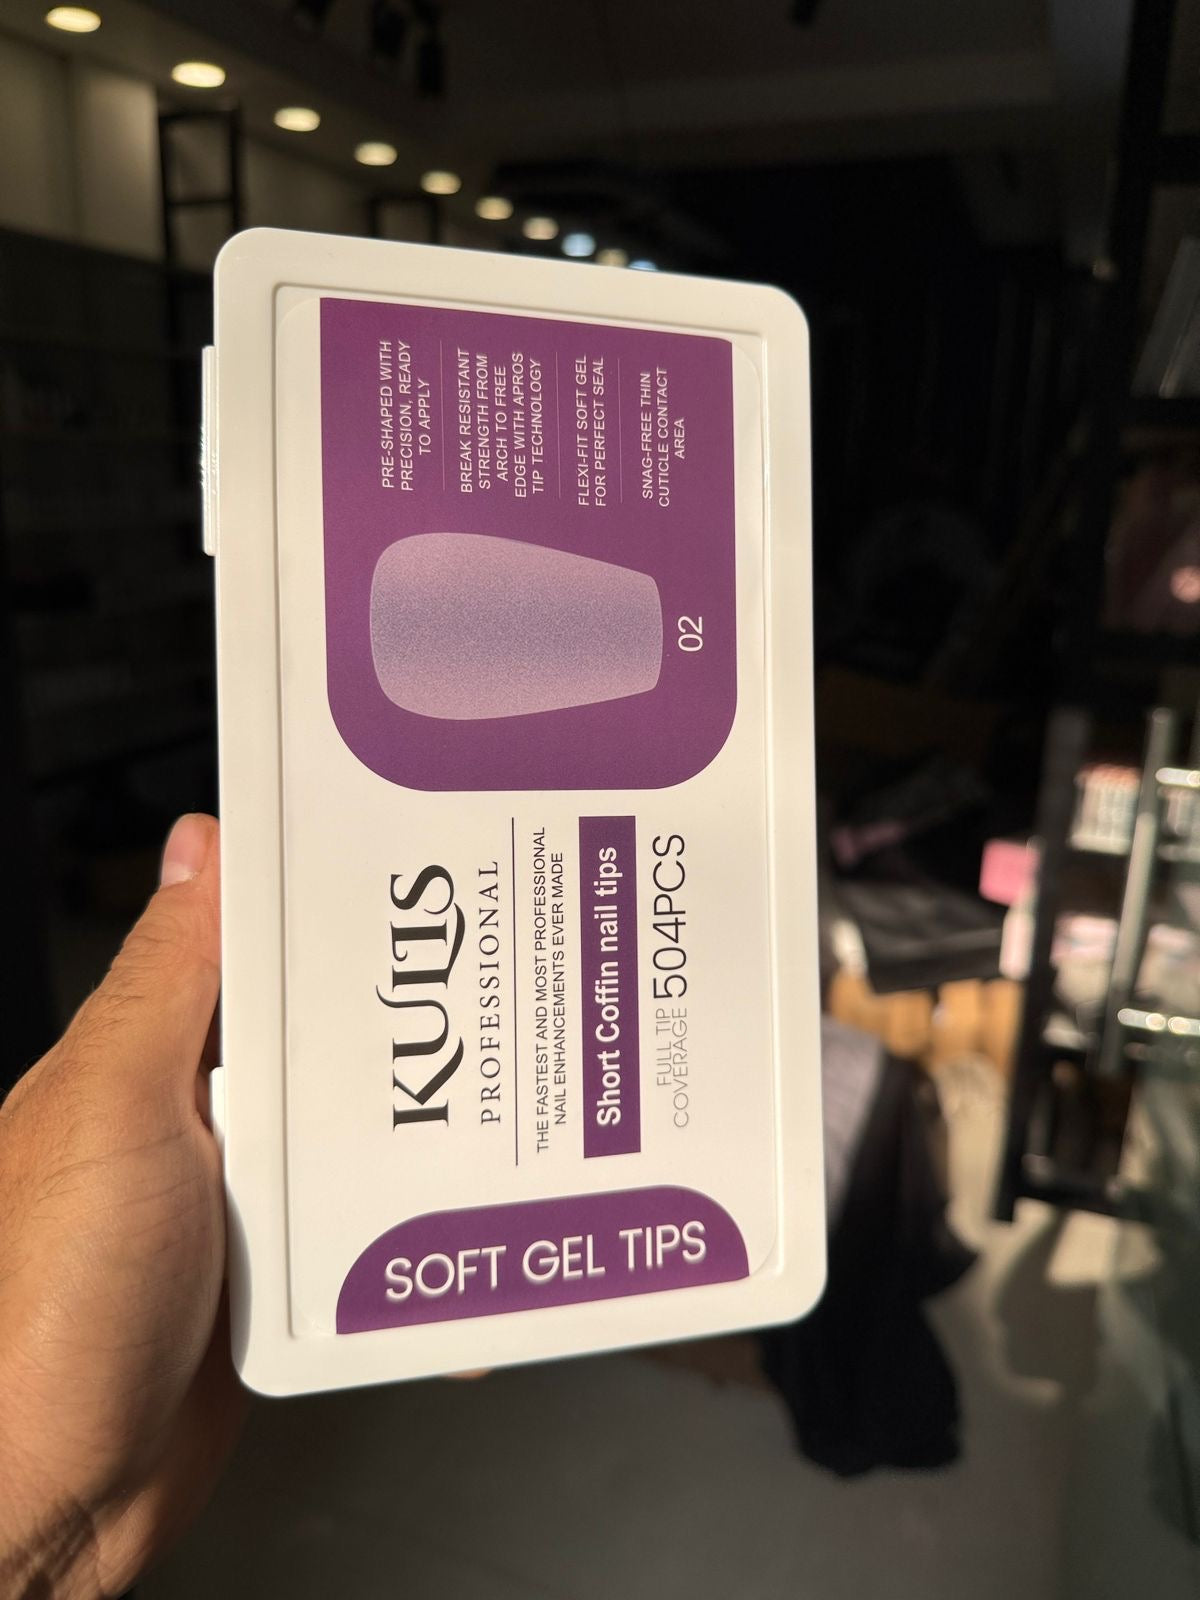 SOFT GEL TIPS
KULIS
PROFESSIONAL
THE FASTEST AND MOST PROFESSIONAL
NAIL ENHANCEMENTS EVER MADE
Short Coffin nail tips
FULL TIP
COVERAGE 504PCS
02
PRE-SHAPED WITH
PRECISION, READY
TO APPLY
BREAK RESISTANT
STRENGTH FROM
ARCH TO FREE
EDGE WITH APROS
TIP TECHNOLOGY
FLEXI-FIT SOFT GEL
FOR PERFECT SEAL
SNAG-FREE THIN
CUTICLE CONTACT
AREA